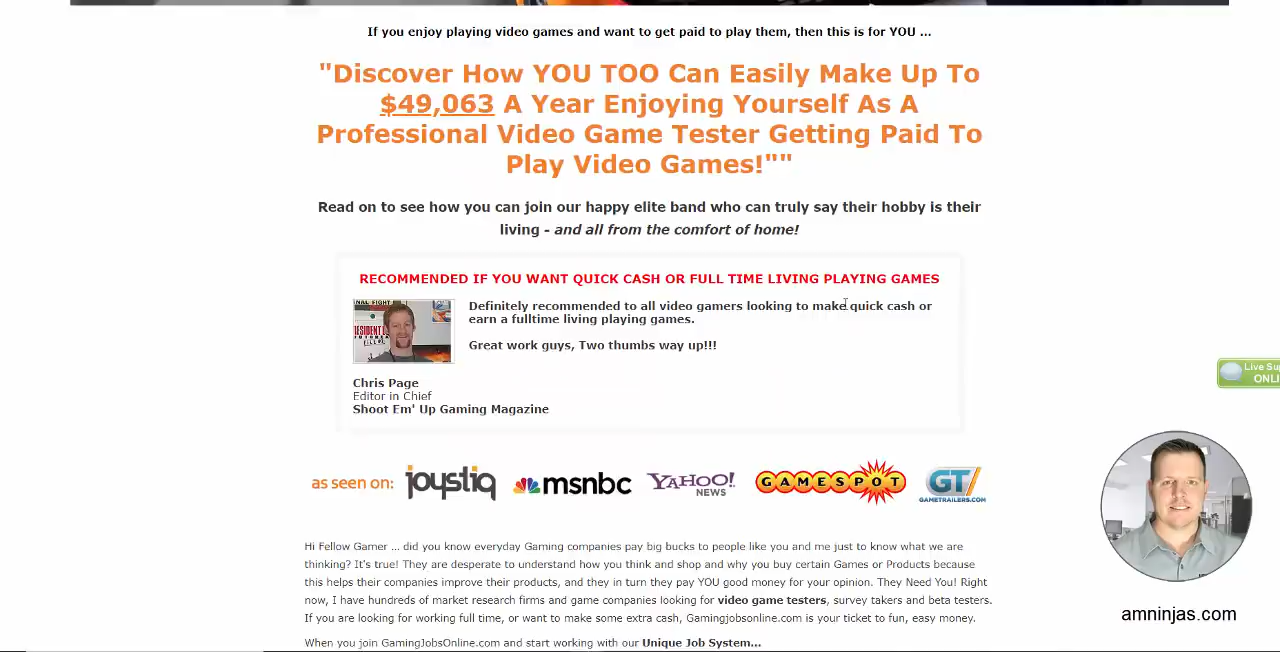 If you enjoy playing video games and want to get paid to play them, then this is for YOU ...
"Discover How YOU TOO Can Easily Make Up To
$49,063 A Year Enjoying Yourself As A
Professional Video Game Tester Getting Paid To
Play Video Games!""
Read on to see how you can join our happy elite band who can truly say their hobby is their
living - and all from the comfort of home!
RECOMMENDED IF YOU WANT QUICK CASH OR FULL TIME LIVING PLAYING GAMES
Definitely recommended to all video gamers looking to make quick cash or
earn a fulltime living playing games.
Great work guys, Two thumbs way up!!!
Chris Page
Editor in Chief
Shoot Em' Up Gaming Magazine
Live Su
ONLI
as seen on: joystiq msnbc YAHOO! NEWS GAMESPOT GT/ GAMETRAILERS.COM
Hi Fellow Gamer ... did you know everyday Gaming companies pay big bucks to people like you and me just to know what we are
thinking? It's true! They are desperate to understand how you think and shop and why you buy certain Games or Products because
this helps their companies improve their products, and they in turn they pay YOU good money for your opinion. They Need You! Right
now, I have hundreds of market research firms and game companies looking for video game testers, survey takers and beta testers.
If you are looking for working full time, or want to make some extra cash, Gamingjobsonline.com is your ticket to fun, easy money.
When you join GamingJobsOnline.com and start working with our Unique Job System...
amninjas.com